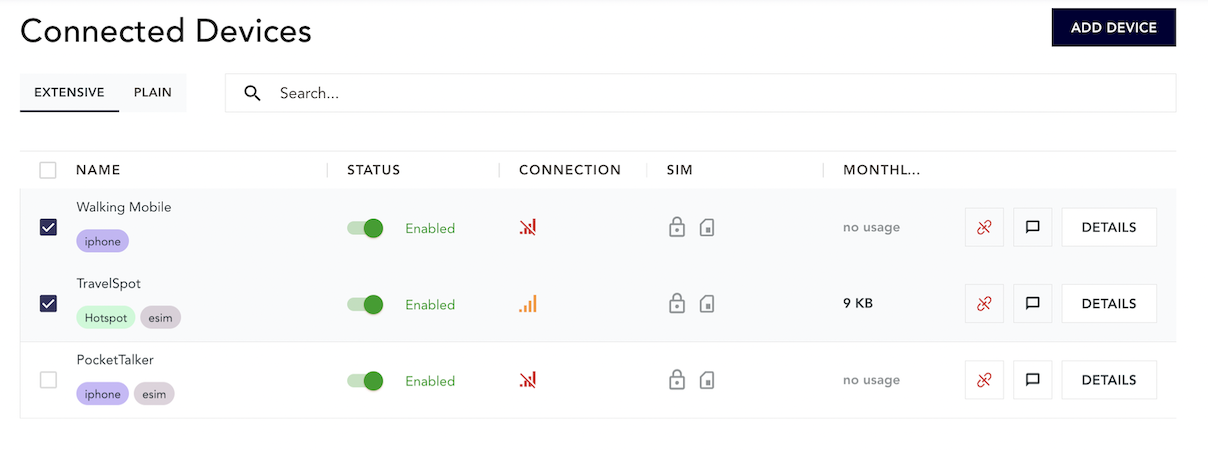 Connected Devices
ADD DEVICE
EXTENSIVE PLAIN
Search...
NAME STATUS CONNECTION SIM MONTHL...
Walking Mobile
iphone
Enabled
no usage
DETAILS
TravelSpot
Hotspot esim
Enabled
9 KB
DETAILS
PocketTalker
iphone esim
Enabled
no usage
DETAILS